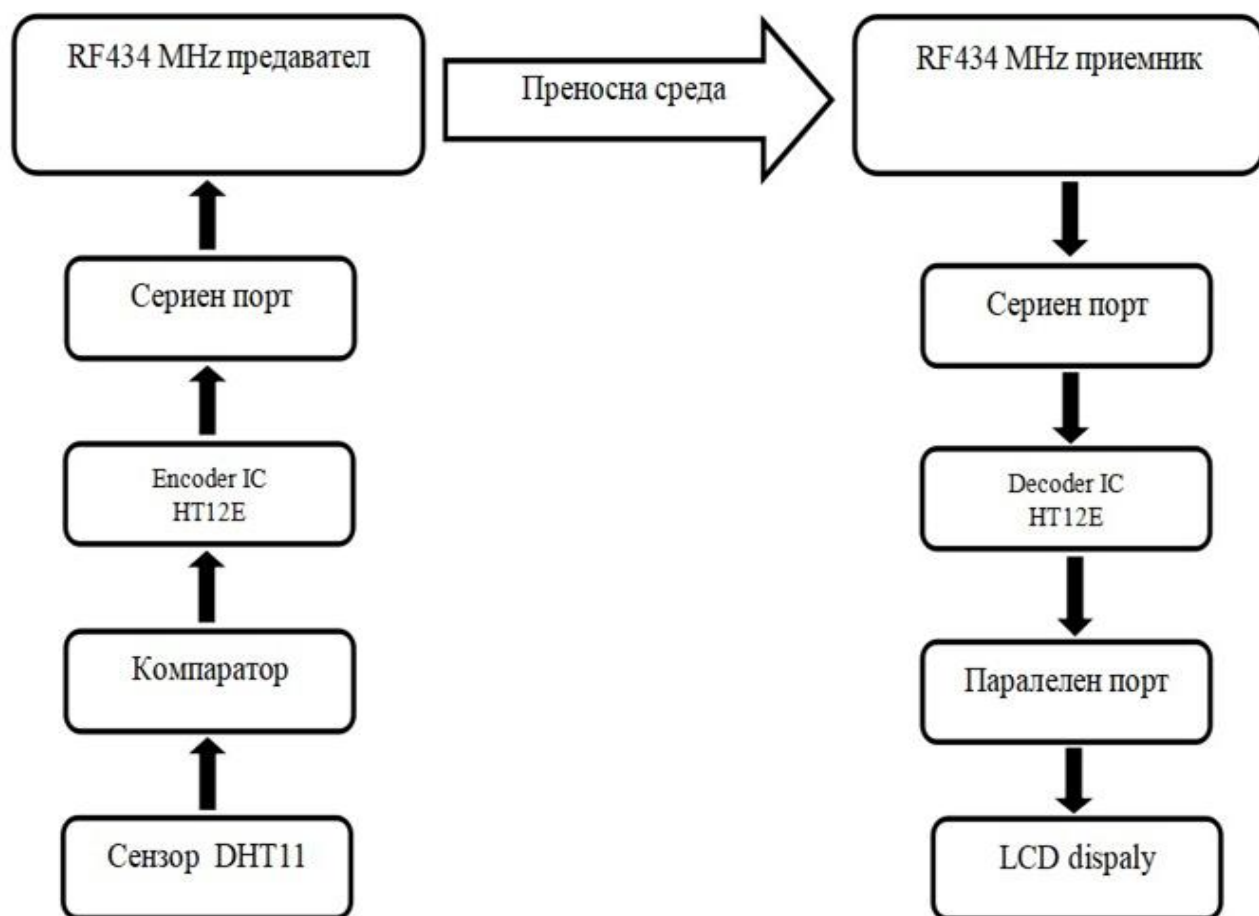 RF434 MHz предавател
Преносна среда
RF434 MHz приемник
Сериен порт
Сериен порт
Encoder IC
HT12E
Decoder IC
HT12E
Компаратор
Паралелен порт
Сензор DHT11
LCD dispaly